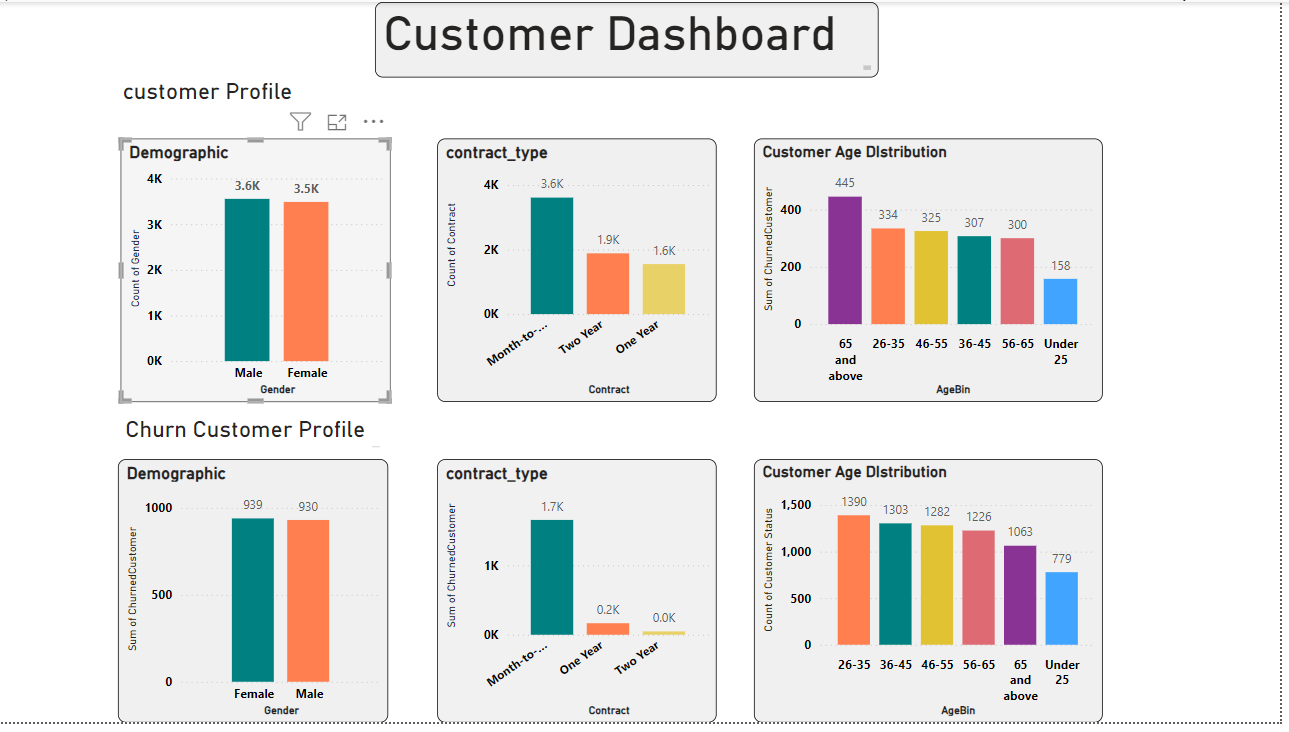 Customer Dashboard
customer Profile
Demographic
4K
3K
2K
1K
0K
3.6K
3.5K
Count of Gender
Male
Female
Gender
contract_type
4K
2K
0K
3.6K
1.9K
1.6K
Count of Contract
Month-to-...
Two Year
One Year
Contract
Customer Age DIstribution
400
200
0
445
334
325
307
300
158
Sum of ChurnedCustomer
65
and
above
26-35
46-55
36-45
56-65
Under
25
AgeBin
Churn Customer Profile
Demographic
1000
500
0
939
930
Sum of ChurnedCustomer
Female
Male
Gender
contract_type
1K
0K
1.7K
0.2K
0.0K
Sum of ChurnedCustomer
Month-to-...
One Year
Two Year
Contract
Customer Age DIstribution
1,500
1,000
500
0
1390
1303
1282
1226
1063
779
Count of Customer Status
26-35
36-45
46-55
56-65
65
and
above
Under
25
AgeBin